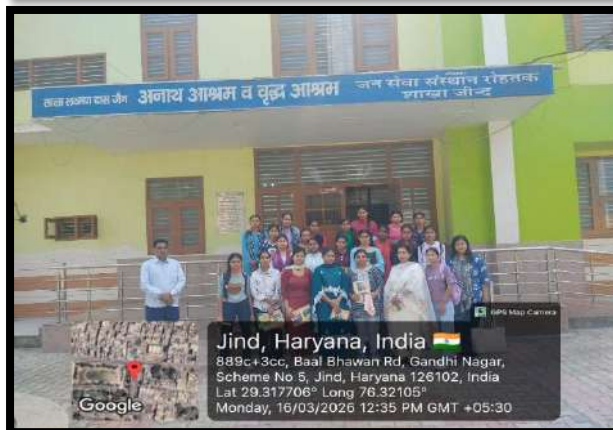 लाला लक्ष्मण दास जैन अनाथ आश्रम व वृद्ध आश्रम जन सेवा संस्थान रोहतक
शाखा जीन्द
GPS Map Camera
Jind, Haryana, India
889c+3cc, Baal Bhawan Rd, Gandhi Nagar,
Scheme No 5, Jind, Haryana 126102, India
Lat 29.317706° Long 76.32105°
Monday, 16/03/2026 12:35 PM GMT +05:30
Google